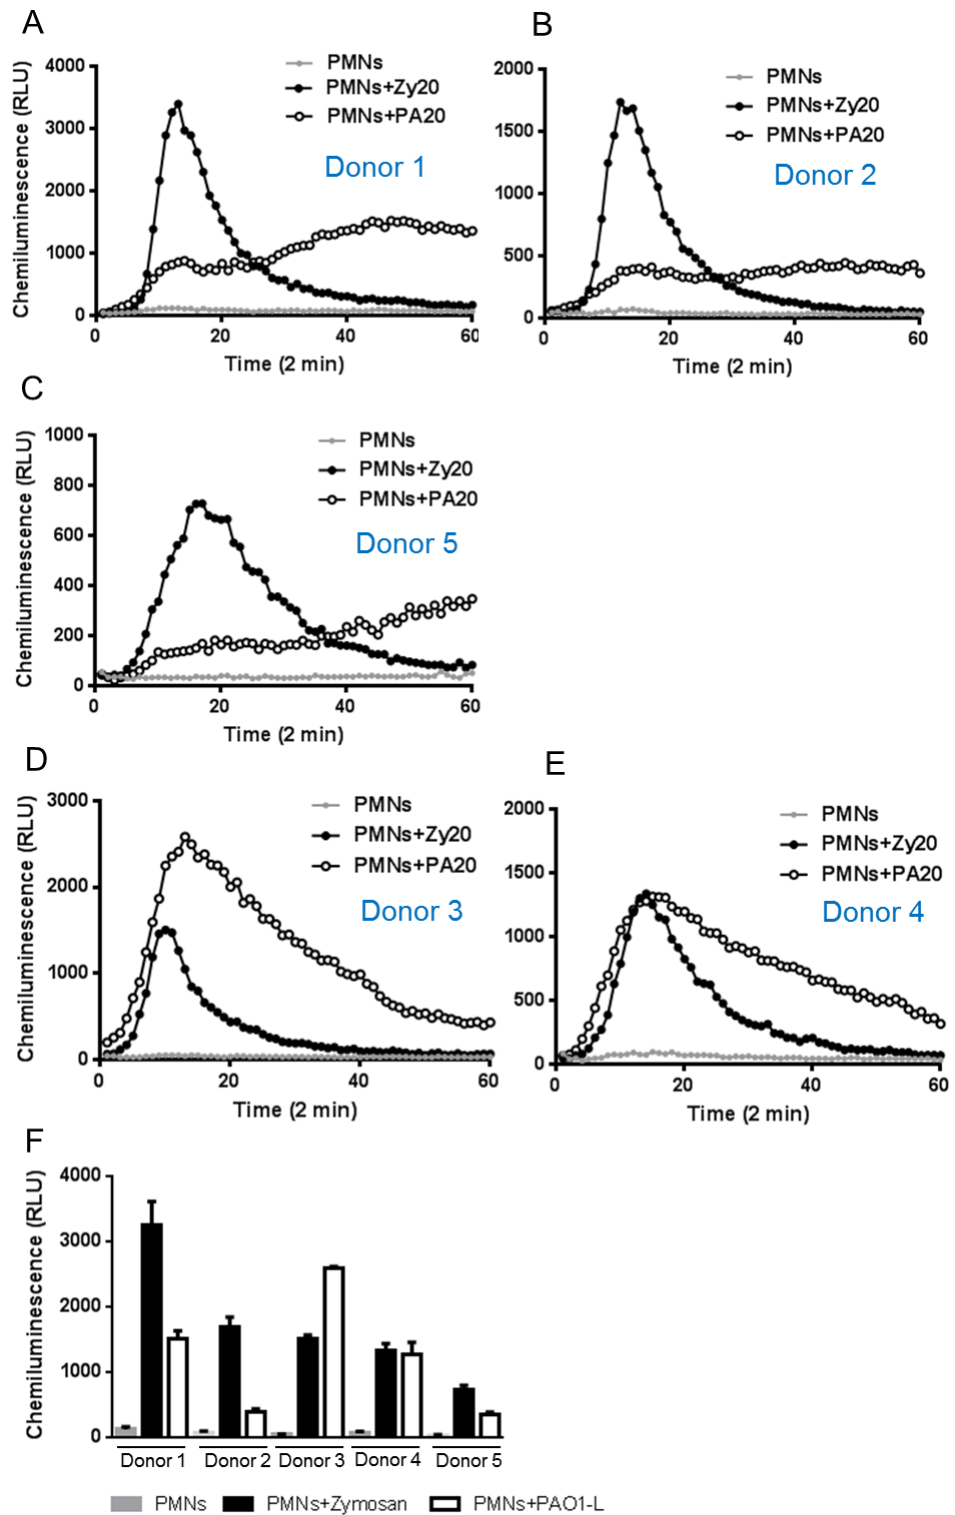 A
Chemiluminescence (RLU)
4000
3000
2000
1000
0
0 20 40 60
Time (2 min)
PMNs
PMNs+Zy20
PMNs+PA20
Donor 1
B
2000
1500
1000
500
0
0 20 40 60
Time (2 min)
PMNs
PMNs+Zy20
PMNs+PA20
Donor 2
C
Chemiluminescence (RLU)
1000
800
600
400
200
0
0 20 40 60
Time (2 min)
PMNs
PMNs+Zy20
PMNs+PA20
Donor 5
D
Chemiluminescence (RLU)
3000
2000
1000
0
0 20 40 60
Time (2 min)
PMNs
PMNs+Zy20
PMNs+PA20
Donor 3
E
2000
1500
1000
500
0
0 20 40 60
Time (2 min)
PMNs
PMNs+Zy20
PMNs+PA20
Donor 4
F
Chemiluminescence (RLU)
4000
3000
2000
1000
0
Donor 1 Donor 2 Donor 3 Donor 4 Donor 5
PMNs PMNs+Zymosan PMNs+PAO1-L